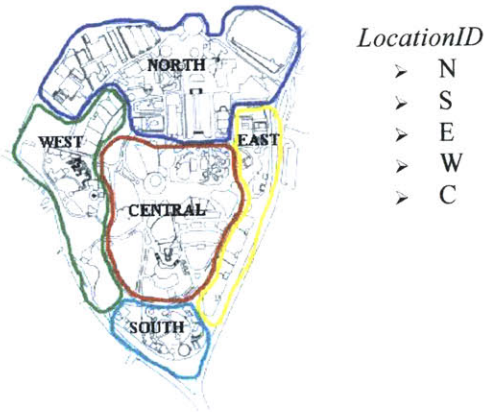 NORTH
WEST
EAST
CENTRAL
SOUTH
LocationID
➢ N
➢ S
➢ E
➢ W
➢ C